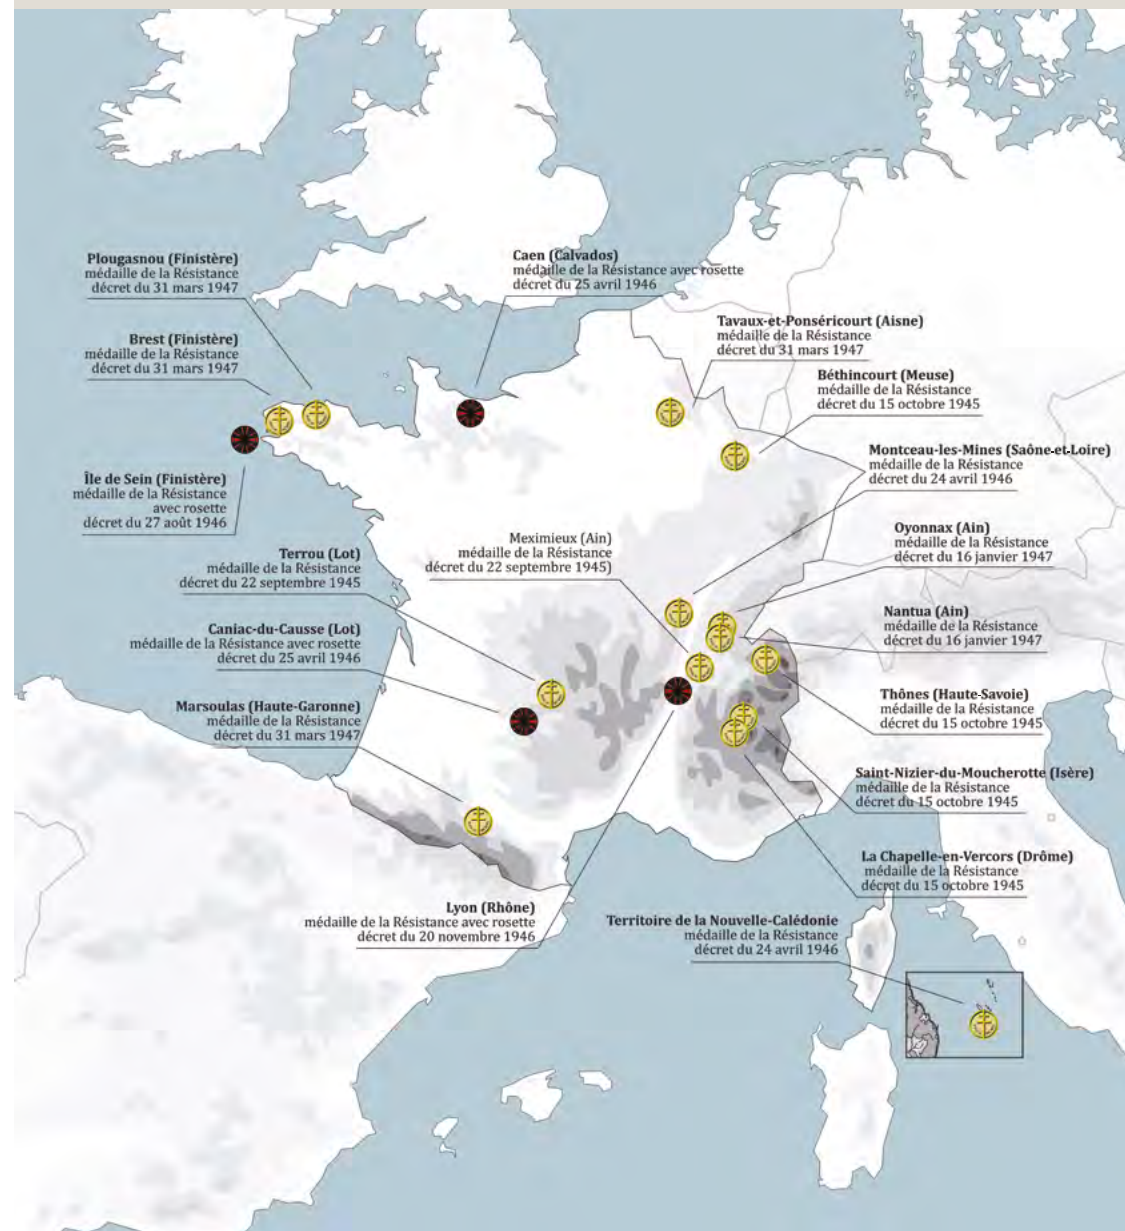 Plougasnou (Finistère)
médaille de la Résistance
décret du 31 mars 1947
Caen (Calvados)
médaille de la Résistance avec rosette
décret du 25 avril 1946
Brest (Finistère)
médaille de la Résistance
décret du 31 mars 1947
Tavaux-et-Ponséricourt (Aisne)
médaille de la Résistance
décret du 31 mars 1947
Béthincourt (Meuse)
médaille de la Résistance
décret du 15 octobre 1945
Montceau-les-Mines (Saône-et-Loire)
médaille de la Résistance
décret du 24 avril 1946
Île de Sein (Finistère)
médaille de la Résistance
avec rosette
décret du 27 août 1946
Oyonnax (Ain)
médaille de la Résistance
décret du 16 janvier 1947
Meximieux (Ain)
médaille de la Résistance
décret du 22 septembre 1945)
Terrou (Lot)
médaille de la Résistance
décret du 22 septembre 1945
Nantua (Ain)
médaille de la Résistance
décret du 16 janvier 1947
Caniac-du-Causse (Lot)
médaille de la Résistance avec rosette
décret du 25 avril 1946
Thônes (Haute-Savoie)
médaille de la Résistance
décret du 15 octobre 1945
Marsoulas (Haute-Garonne)
médaille de la Résistance
décret du 31 mars 1947
Saint-Nizier-du-Moucherotte (Isère)
médaille de la Résistance
décret du 15 octobre 1945
La Chapelle-en-Vercors (Drôme)
médaille de la Résistance
décret du 15 octobre 1945
Lyon (Rhône)
médaille de la Résistance avec rosette
décret du 20 novembre 1946
Territoire de la Nouvelle-Calédonie
médaille de la Résistance
décret du 24 avril 1946